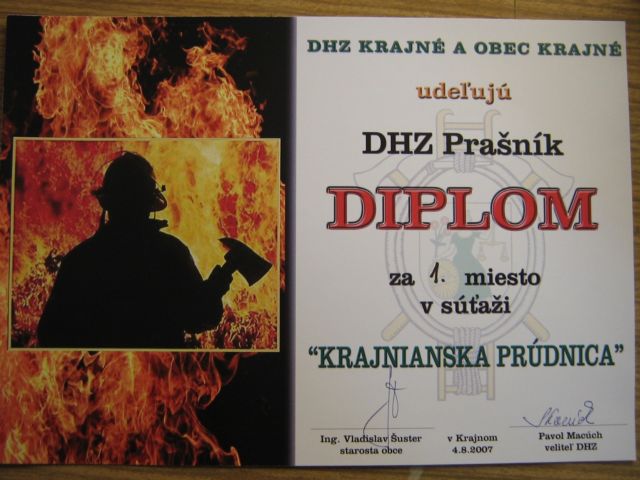 DHZ KRAJNÉ A OBEC KRAJNÉ
udeľujú
DHZ Prašník
DIPLOM
za 1. miesto
v súťaži
"KRAJNIANSKA PRÚDNICA"
Ing. Vladislav Šuster
starosta obce
v Krajnom
4.8.2007
Pavol Macúch
veliteľ DHZ